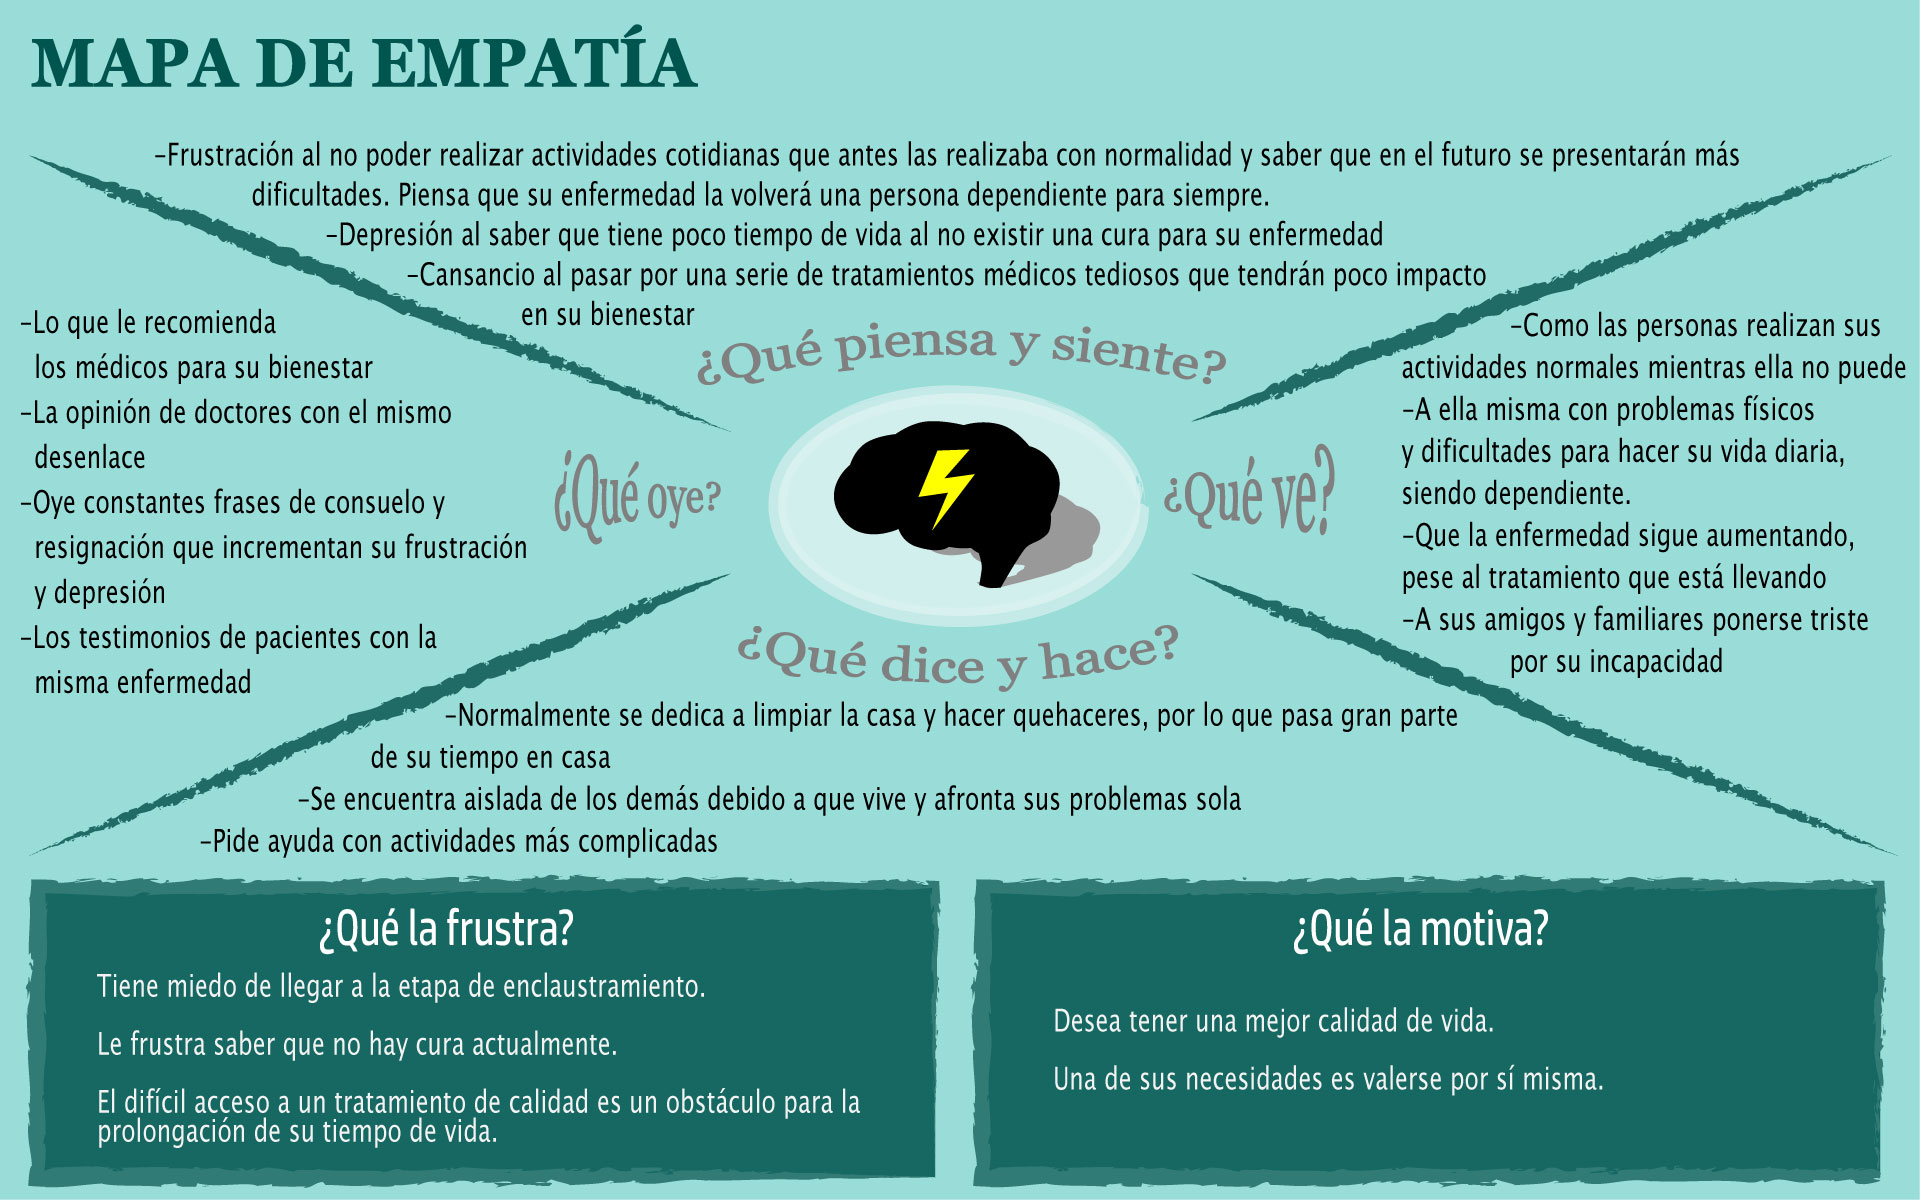 MAPA DE EMPATÍA
-Frustración al no poder realizar actividades cotidianas que antes las realizaba con normalidad y saber que en el futuro se presentarán más
dificultades. Piensa que su enfermedad la volverá una persona dependiente para siempre.
-Depresión al saber que tiene poco tiempo de vida al no existir una cura para su enfermedad
-Cansancio al pasar por una serie de tratamientos médicos tediosos que tendrán poco impacto
en su bienestar
¿Qué piensa y siente?
-Lo que le recomienda
los médicos para su bienestar
-La opinión de doctores con el mismo
desenlace
-Oye constantes frases de consuelo y
resignación que incrementan su frustración
y depresión
-Los testimonios de pacientes con la
misma enfermedad
¿Qué oye?
¿Qué ve?
-Como las personas realizan sus
actividades normales mientras ella no puede
-A ella misma con problemas físicos
y dificultades para hacer su vida diaria,
siendo dependiente.
-Que la enfermedad sigue aumentando,
pese al tratamiento que está llevando
-A sus amigos y familiares ponerse triste
por su incapacidad
¿Qué dice y hace?
-Normalmente se dedica a limpiar la casa y hacer quehaceres, por lo que pasa gran parte
de su tiempo en casa
-Se encuentra aislada de los demás debido a que vive y afronta sus problemas sola
-Pide ayuda con actividades más complicadas
¿Qué la frustra?
Tiene miedo de llegar a la etapa de enclaustramiento.
Le frustra saber que no hay cura actualmente.
El difícil acceso a un tratamiento de calidad es un obstáculo para la
prolongación de su tiempo de vida.
¿Qué la motiva?
Desea tener una mejor calidad de vida.
Una de sus necesidades es valerse por sí misma.